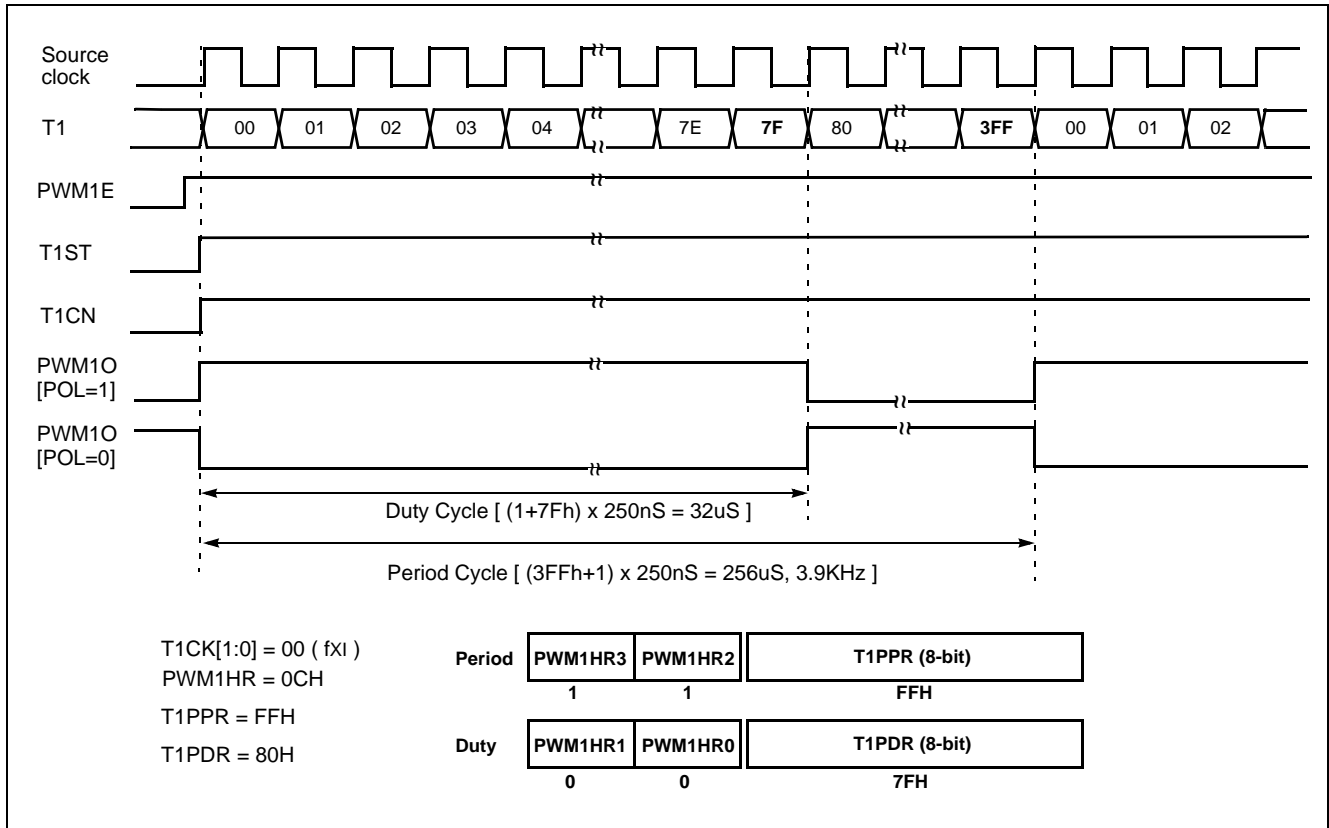 Source
clock
T1 00 01 02 03 04 7E 7F 80 3FF 00 01 02
PWM1E
T1ST
T1CN
PWM1O
[POL=1]
PWM1O
[POL=0]
Duty Cycle [ (1+7Fh) x 250nS = 32uS ]
Period Cycle [ (3FFh+1) x 250nS = 256uS, 3.9KHz ]
T1CK[1:0] = 00 ( fXI )
PWM1HR = 0CH
T1PPR = FFH
T1PDR = 80H
Period PWM1HR3 PWM1HR2 T1PPR (8-bit)
1 1 FFH
Duty PWM1HR1 PWM1HR0 T1PDR (8-bit)
0 0 7FH